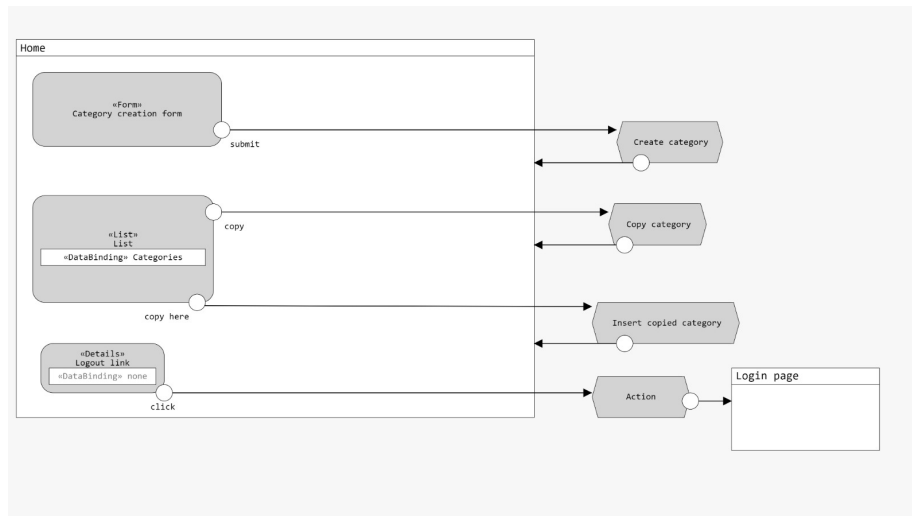 Home
«Form»
Category creation form
submit
Create category
copy
Copy category
«List»
List
«DataBinding» Categories
copy here
Insert copied category
«Details»
Logout link
«DataBinding» none
click
Action
Login page